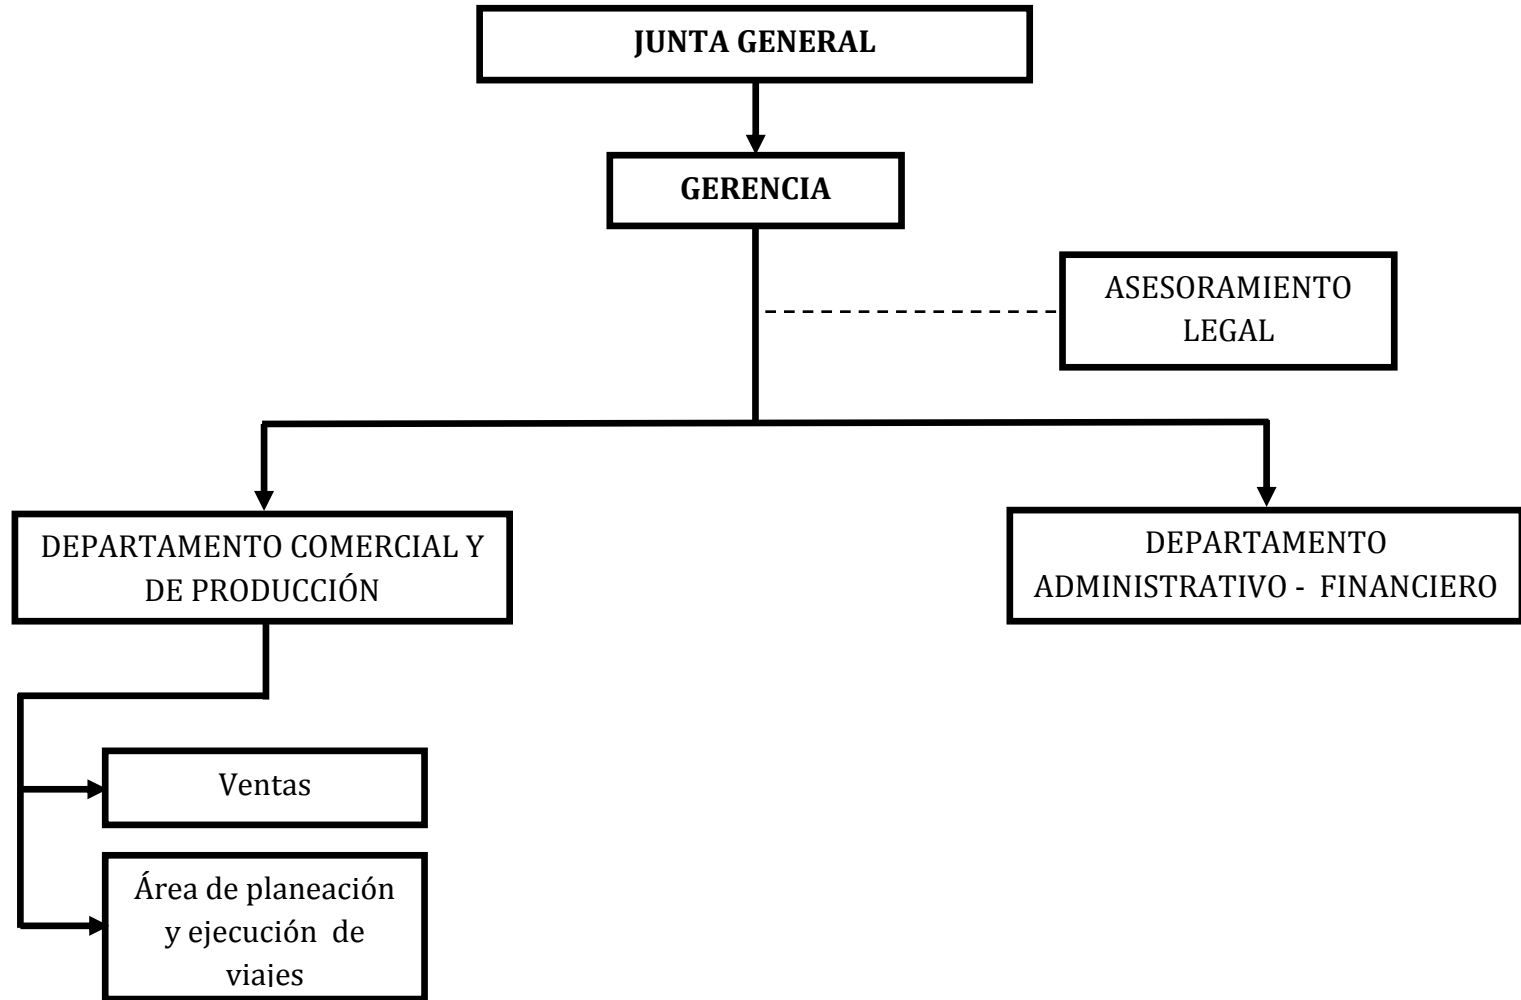 JUNTA GENERAL
GERENCIA
ASESORAMIENTO
LEGAL
DEPARTAMENTO COMERCIAL Y
DE PRODUCCIÓN
DEPARTAMENTO
ADMINISTRATIVO - FINANCIERO
Ventas
Área de planeación
y ejecución de
viajes